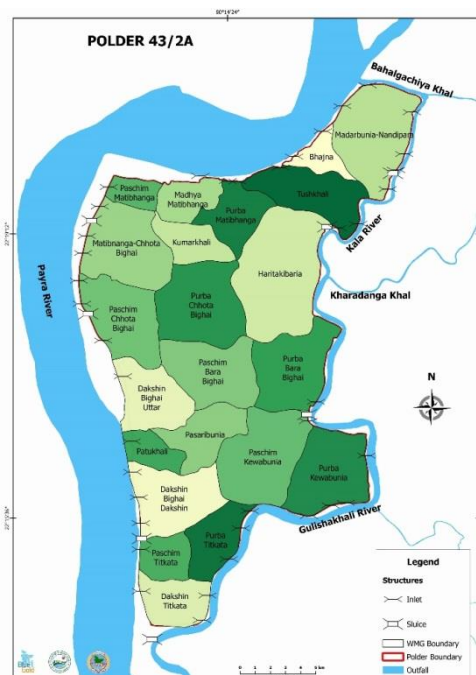 POLDER 43/2A
Bahalgachiya Khal
Madarbunia-Nandipam
Bhajna
Tushkhali
Paschim
Matibhanga
Madhya
Matibhanga
Purba
Matibhanga
Kala River
Kumarkhali
Matibnanga-Chhota
Bighai
Haritakibaria
Payra River
Kharadanga Khal
Purba
Chhota
Bighai
Paschim
Chhota
Bighai
Paschim
Bara
Bighai
Purba
Bara
Bighai
Dakshin
Bighai
Uttar
N
Pasaribunia
Patukhali
Paschim
Kewabunia
Purba
Kewabunia
Dakshin
Bighai
Dakshin
Gulishakhali River
Purba
Titkata
Paschim
Titkata
Dakshin
Titkata
Legend
Structures
Inlet
Sluice
WMG Boundary
Polder Boundary
Outfall